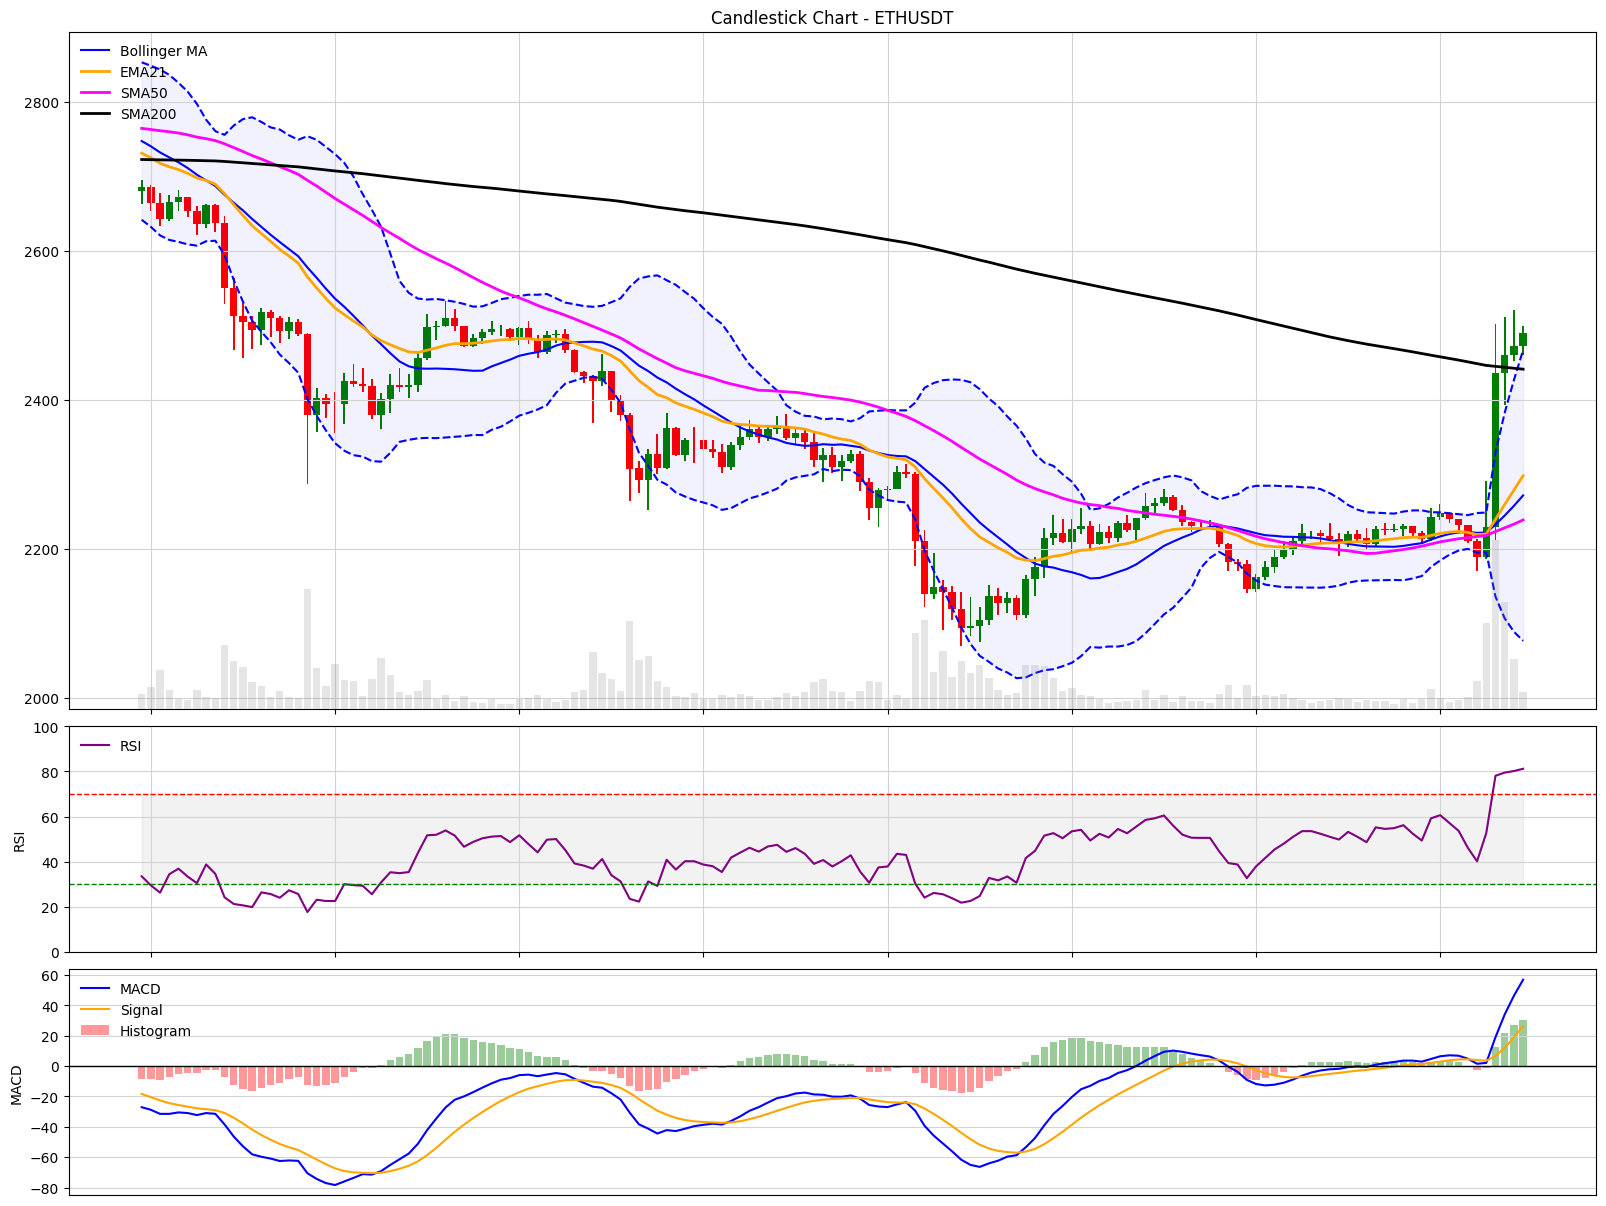 Candlestick Chart - ETHUSDT
Bollinger MA
EMA21
SMA50
SMA200
2800
2600
2400
2200
2000
RSI
100
80
60
40
20
0
RSI
MACD
Signal
Histogram
60
40
20
0
−20
−40
−60
−80
MACD